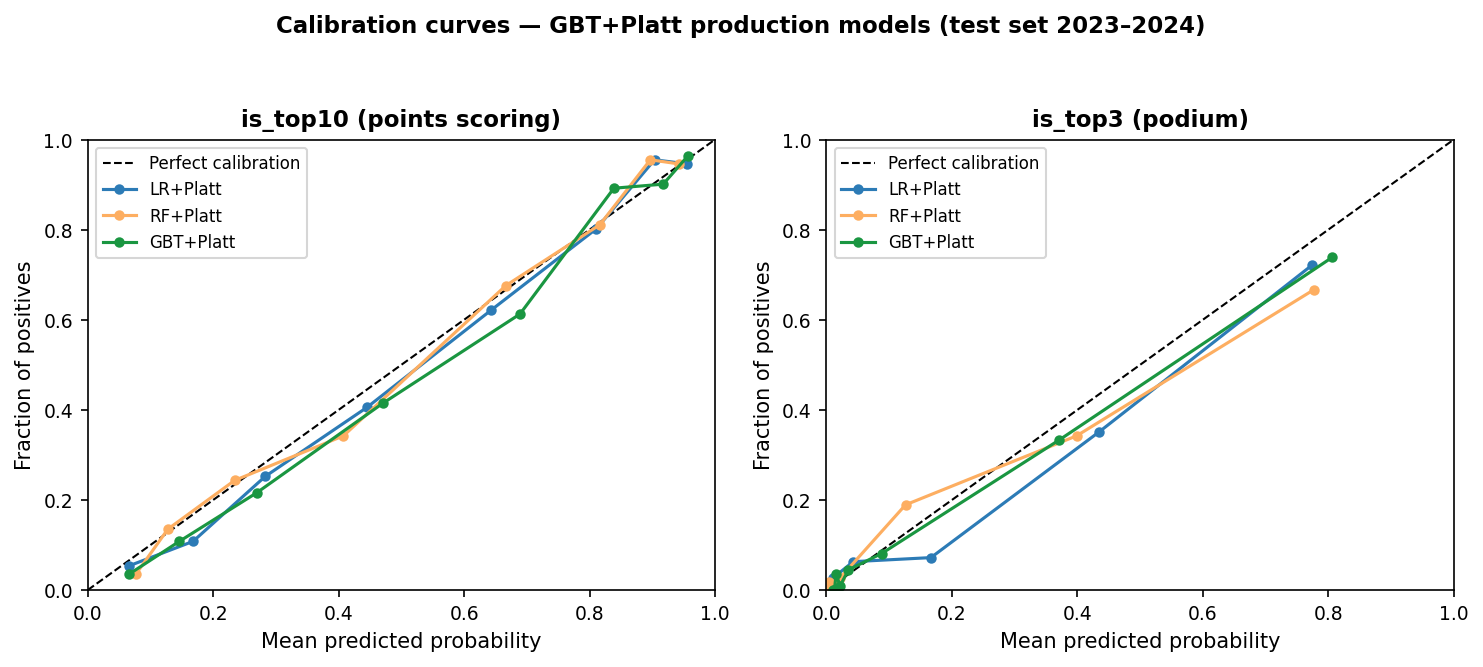 Calibration curves — GBT+Platt production models (test set 2023–2024)
is_top10 (points scoring)
1.0
0.8
0.6
0.4
0.2
0.0
Fraction of positives
Perfect calibration
LR+Platt
RF+Platt
GBT+Platt
0.0 0.2 0.4 0.6 0.8 1.0
Mean predicted probability
is_top3 (podium)
1.0
0.8
0.6
0.4
0.2
0.0
Fraction of positives
Perfect calibration
LR+Platt
RF+Platt
GBT+Platt
0.0 0.2 0.4 0.6 0.8 1.0
Mean predicted probability